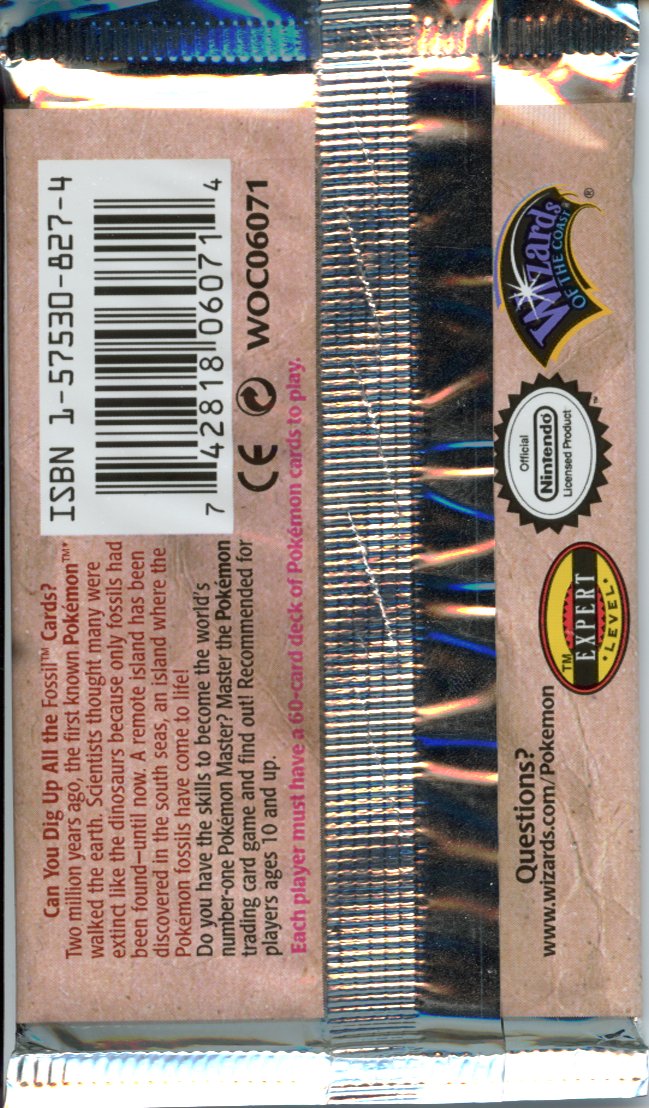 Can You Dig Up All the Fossil™ Cards?
Two million years ago, the first known Pokémon™,
walked the earth. Scientists thought many were
extinct like the dinosaurs because only fossils had
been found—until now. A remote island has been
discovered in the south seas, an island where the
Pokémon fossils have come to life!
Do you have the skills to become the world's
number-one Pokémon Master? Master the Pokémon
trading card game and find out! Recommended for
players ages 10 and up.
Each player must have a 60-card deck of Pokémon cards to play.
ISBN 1-57530-827-4
7 42818 06071 4
CE WOC06071
Wizards
OF THE COAST
®
Official
Nintendo
Licensed Product
™
TM
EXPERT
•LEVEL•
Questions?
www.wizards.com/Pokemon